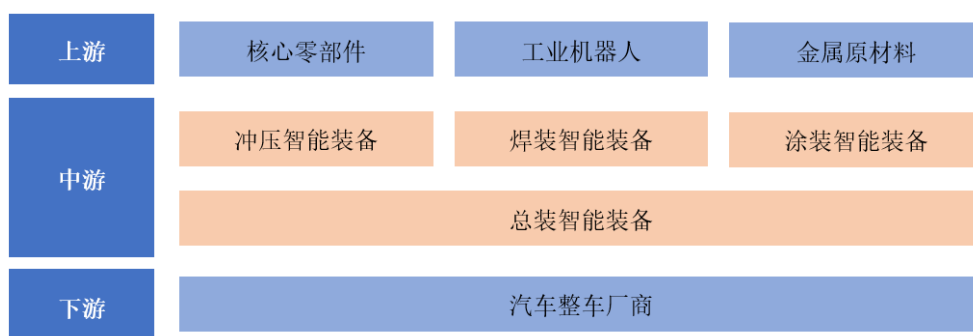 上游
核心零部件
工业机器人
金属原材料
中游
冲压智能装备
焊装智能装备
涂装智能装备
总装智能装备
下游
汽车整车厂商